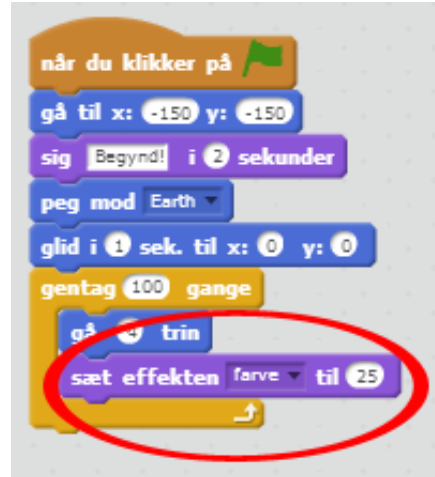 når du klikker på
gå til x: -150 y: -150
sig Begynd! i 2 sekunder
peg mod Earth
glid i 1 sek. til x: 0 y: 0
gentag 100 gange
gå 4 trin
sæt effekten farve til 25